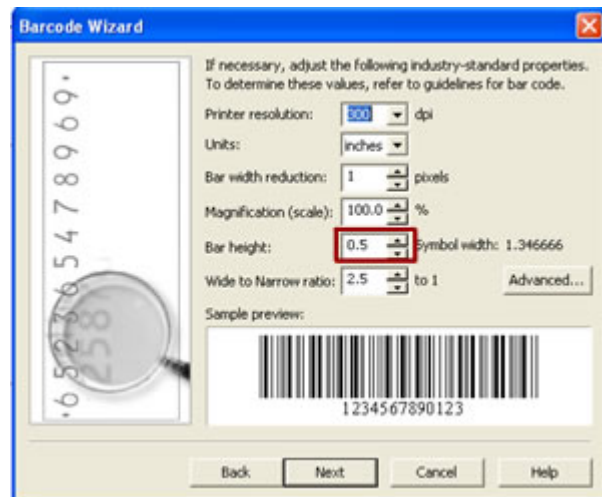 Barcode Wizard
If necessary, adjust the following industry-standard properties.
To determine these values, refer to guidelines for bar code.
Printer resolution: 300 dpi
Units: inches
Bar width reduction: 1 pixels
Magnification (scale): 100.0 %
Bar height: 0.5 Symbol width: 1.346666
Wide to Narrow ratio: 2.5 to 1 Advanced...
Sample preview:
1234567890123
Back Next Cancel Help